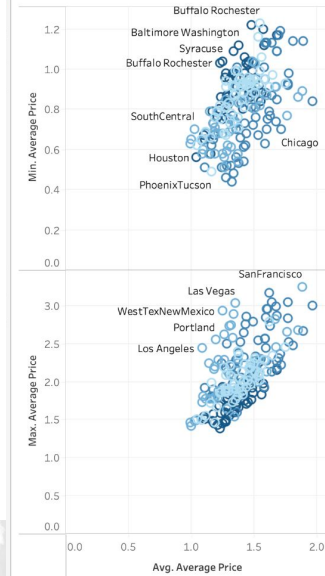 Buffalo Rochester
1.2
Baltimore Washington
Syracuse
1.0
Buffalo Rochester
0.8
SouthCentral
Chicago
0.6
Houston
0.4
PhoenixTucson
0.2
0.0
Min. Average Price
SanFrancisco
Las Vegas
3.0
WestTexNewMexico
Portland
2.5
Los Angeles
2.0
1.5
1.0
0.5
0.0
Max. Average Price
0.0 0.5 1.0 1.5 2.0
Avg. Average Price